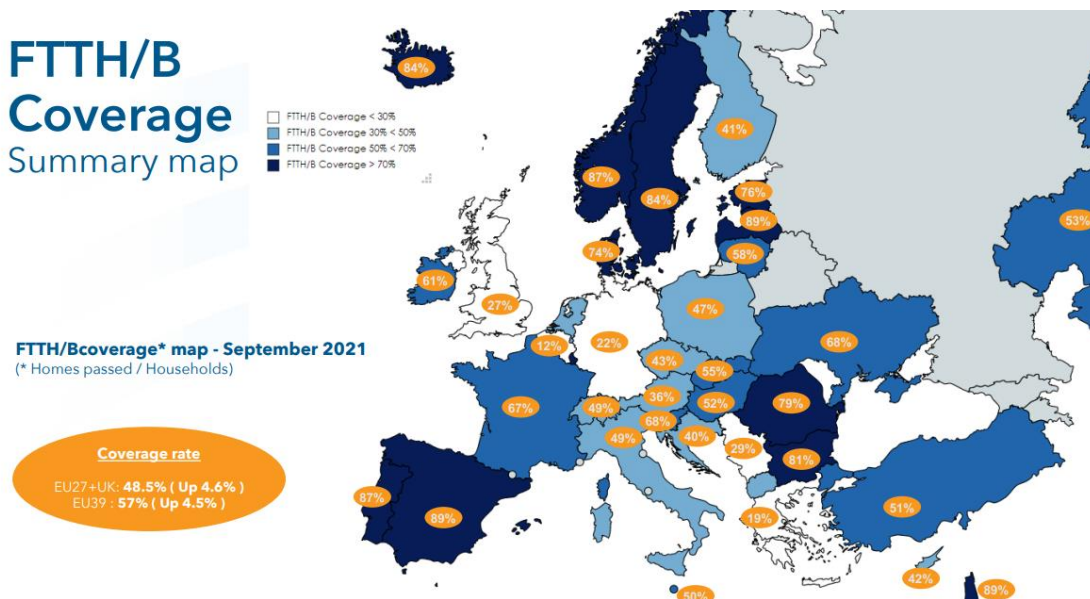 FTTH/B
Coverage
Summary map
FTTH/B Coverage < 30%
FTTH/B Coverage 30% < 50%
FTTH/B Coverage 50% < 70%
FTTH/B Coverage > 70%
FTTH/Bcoverage* map - September 2021
(* Homes passed / Households)
Coverage rate
EU27+UK: 48.5% ( Up 4.6% )
EU39 : 57% ( Up 4.5% )
84%
41%
87%
84%
76%
89%
53%
74%
58%
61%
27%
47%
12%
22%
43%
55%
68%
36%
52%
67%
49%
68%
79%
49%
40%
29%
81%
87%
89%
19%
51%
42%
50%
89%